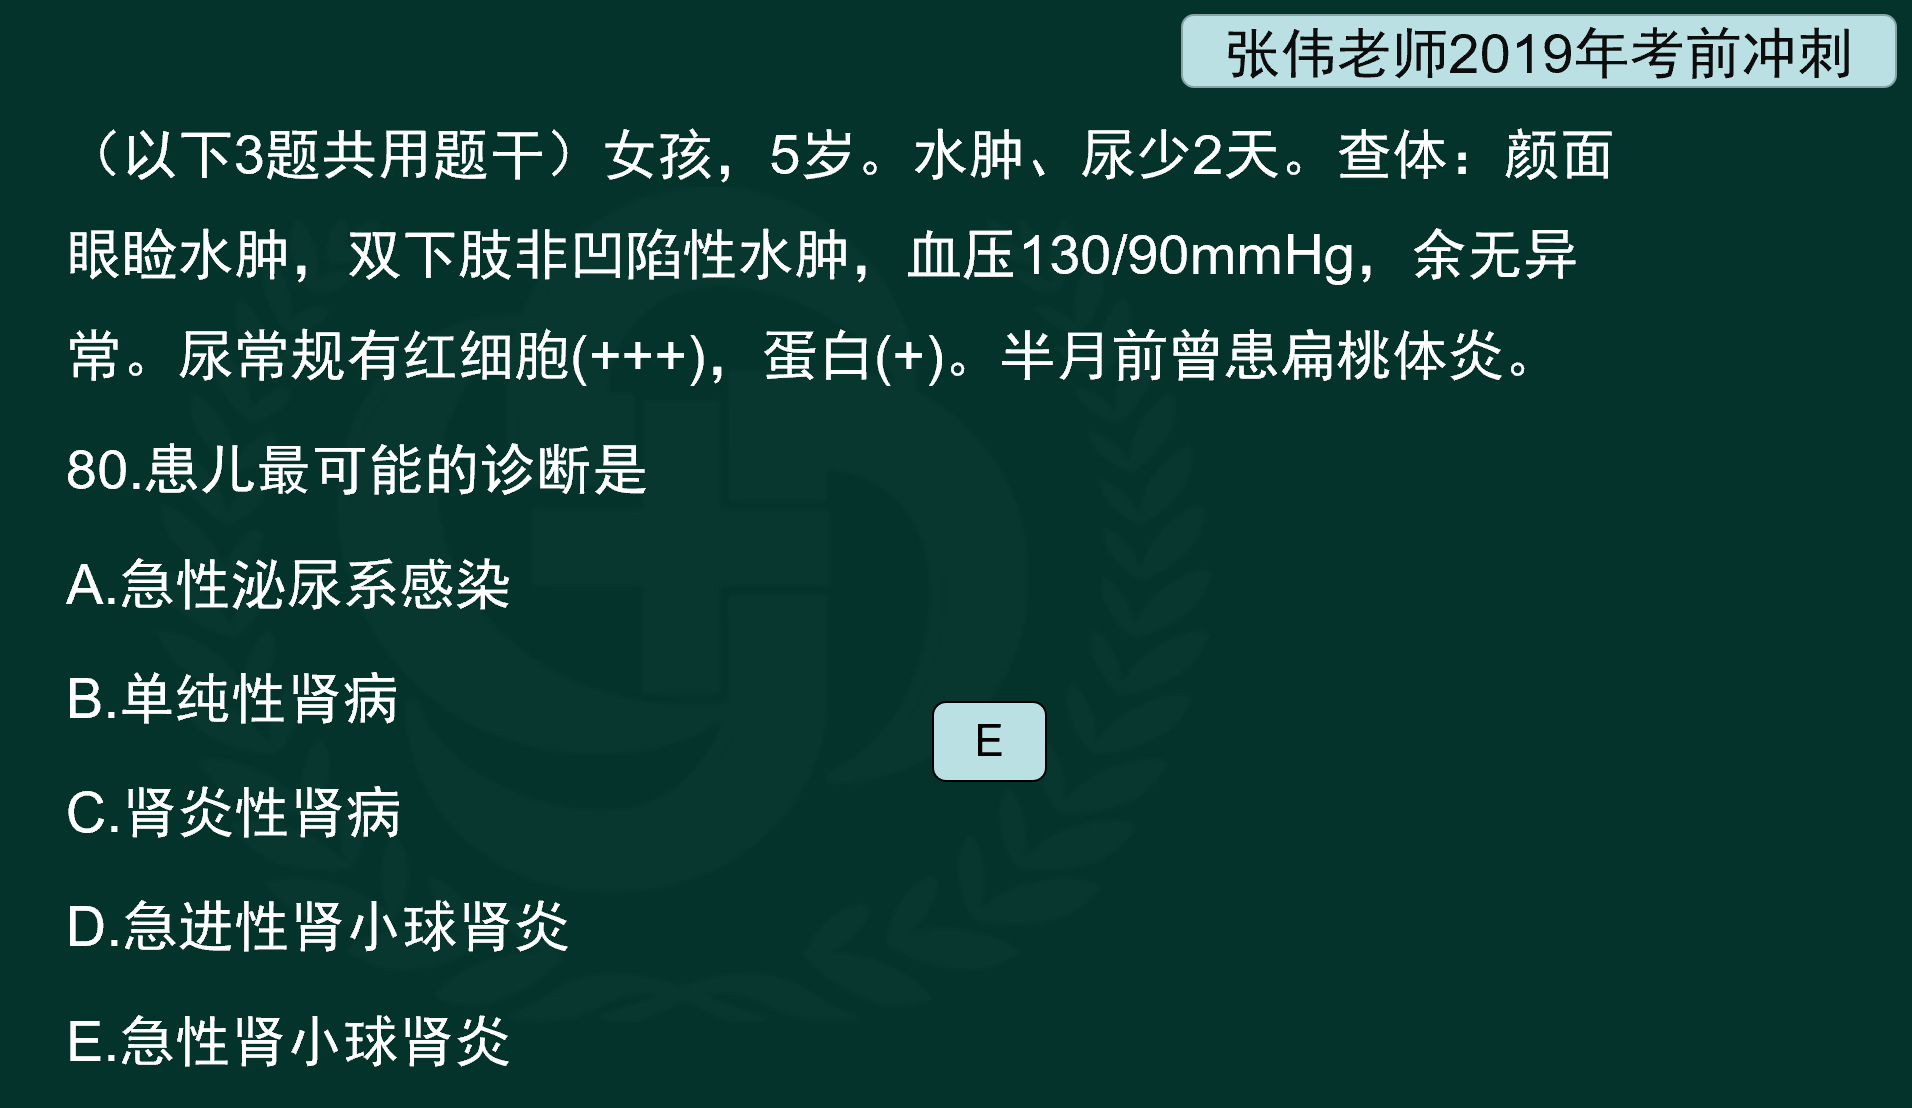 张伟老师2019年考前冲刺
（以下3题共用题干）女孩，5岁。水肿、尿少2天。查体：颜面
眼睑水肿，双下肢非凹陷性水肿，血压130/90mmHg，余无异
常。尿常规有红细胞(+++)，蛋白(+)。半月前曾患扁桃体炎。
80.患儿最可能的诊断是
A.急性泌尿系感染
B.单纯性肾病
E
C.肾炎性肾病
D.急进性肾小球肾炎
E.急性肾小球肾炎